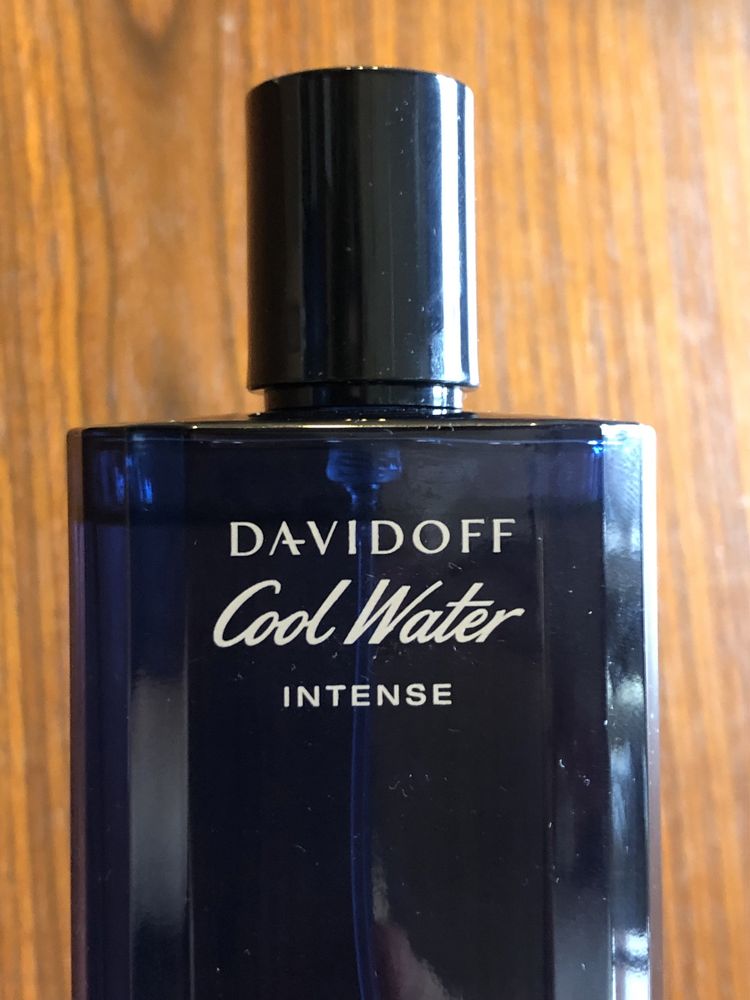 DAVIDOFF
Cool Water
INTENSE